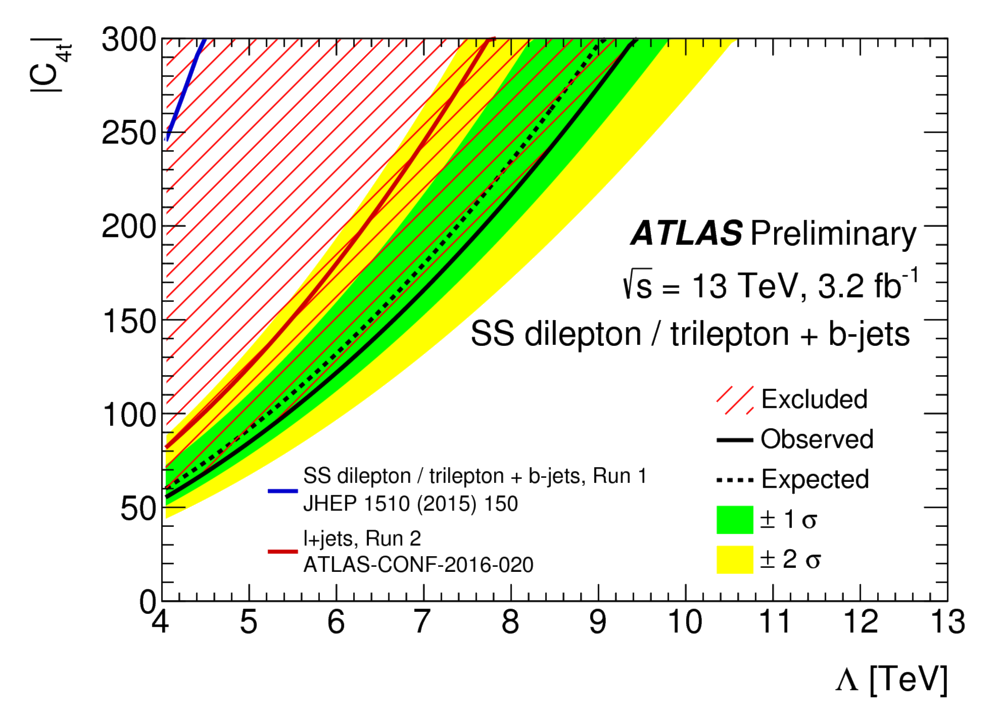 |C4t|
300
250
200
150
100
50
0
4 5 6 7 8 9 10 11 12 13
Λ [TeV]
ATLAS Preliminary
√s = 13 TeV, 3.2 fb-1
SS dilepton / trilepton + b-jets
Excluded
Observed
Expected
± 1 σ
± 2 σ
SS dilepton / trilepton + b-jets, Run 1
JHEP 1510 (2015) 150
l+jets, Run 2
ATLAS-CONF-2016-020